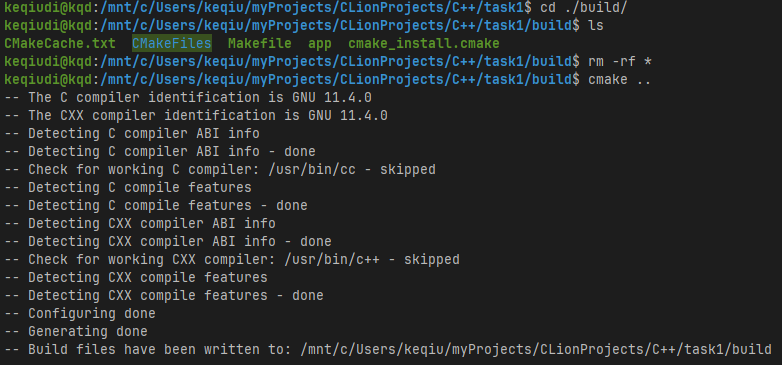 keqiudi@kqd:/mnt/c/Users/keqiu/myProjects/CLionProjects/C++/task1$ cd ./build/
keqiudi@kqd:/mnt/c/Users/keqiu/myProjects/CLionProjects/C++/task1/build$ ls
CMakeCache.txt  CMakeFiles  Makefile  app  cmake_install.cmake
keqiudi@kqd:/mnt/c/Users/keqiu/myProjects/CLionProjects/C++/task1/build$ rm -rf *
keqiudi@kqd:/mnt/c/Users/keqiu/myProjects/CLionProjects/C++/task1/build$ cmake ..
-- The C compiler identification is GNU 11.4.0
-- The CXX compiler identification is GNU 11.4.0
-- Detecting C compiler ABI info
-- Detecting C compiler ABI info - done
-- Check for working C compiler: /usr/bin/cc - skipped
-- Detecting C compile features
-- Detecting C compile features - done
-- Detecting CXX compiler ABI info
-- Detecting CXX compiler ABI info - done
-- Check for working CXX compiler: /usr/bin/c++ - skipped
-- Detecting CXX compile features
-- Detecting CXX compile features - done
-- Configuring done
-- Generating done
-- Build files have been written to: /mnt/c/Users/keqiu/myProjects/CLionProjects/C++/task1/build